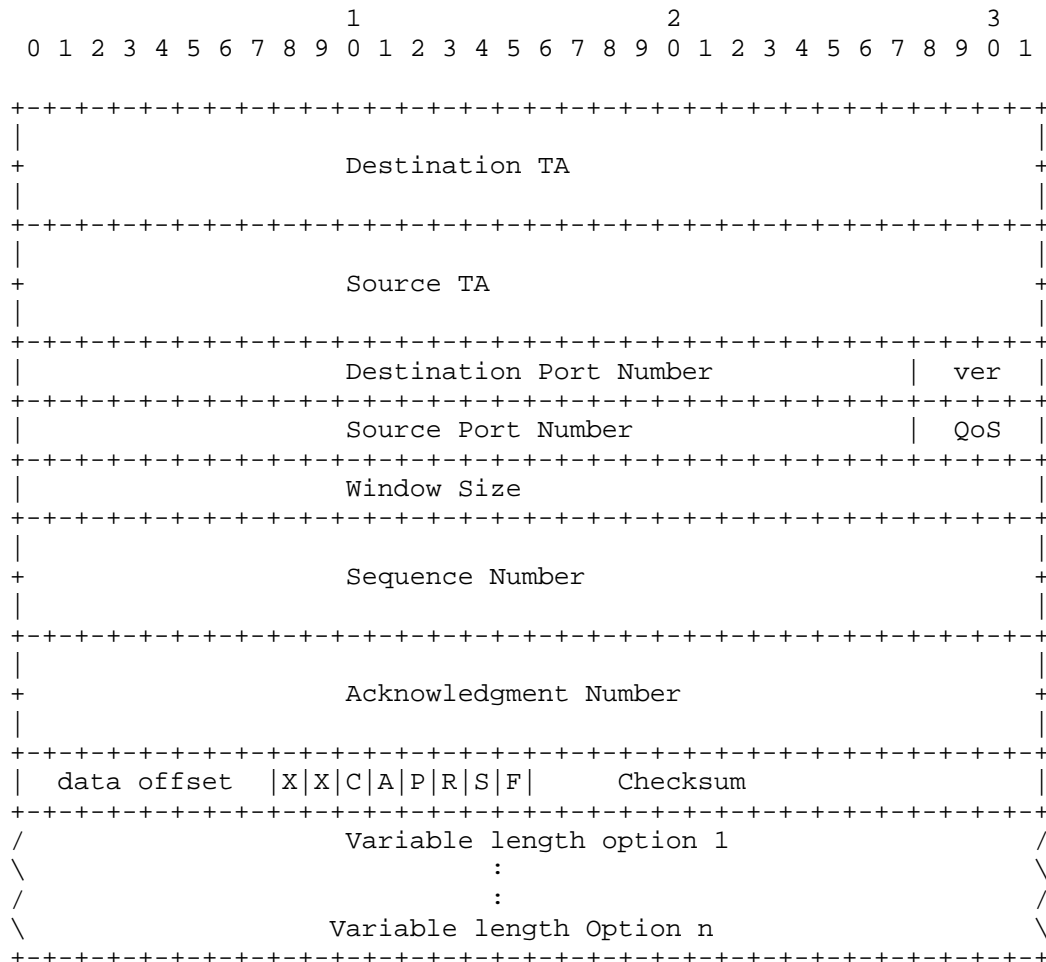 1                   2                   3
 0 1 2 3 4 5 6 7 8 9 0 1 2 3 4 5 6 7 8 9 0 1 2 3 4 5 6 7 8 9 0 1

+-+-+-+-+-+-+-+-+-+-+-+-+-+-+-+-+-+-+-+-+-+-+-+-+-+-+-+-+-+-+-+-+
|                                                               |
+                    Destination TA                             +
|                                                               |
+-+-+-+-+-+-+-+-+-+-+-+-+-+-+-+-+-+-+-+-+-+-+-+-+-+-+-+-+-+-+-+-+
|                                                               |
+                    Source TA                                  +
|                                                               |
+-+-+-+-+-+-+-+-+-+-+-+-+-+-+-+-+-+-+-+-+-+-+-+-+-+-+-+-+-+-+-+-+
|                    Destination Port Number            |  ver  |
+-+-+-+-+-+-+-+-+-+-+-+-+-+-+-+-+-+-+-+-+-+-+-+-+-+-+-+-+-+-+-+-+
|                    Source Port Number                 |  QoS  |
+-+-+-+-+-+-+-+-+-+-+-+-+-+-+-+-+-+-+-+-+-+-+-+-+-+-+-+-+-+-+-+-+
|                    Window Size                                |
+-+-+-+-+-+-+-+-+-+-+-+-+-+-+-+-+-+-+-+-+-+-+-+-+-+-+-+-+-+-+-+-+
|                                                               |
+                    Sequence Number                            +
|                                                               |
+-+-+-+-+-+-+-+-+-+-+-+-+-+-+-+-+-+-+-+-+-+-+-+-+-+-+-+-+-+-+-+-+
|                                                               |
+                    Acknowledgment Number                      +
|                                                               |
+-+-+-+-+-+-+-+-+-+-+-+-+-+-+-+-+-+-+-+-+-+-+-+-+-+-+-+-+-+-+-+-+
|  data offset  |X|X|C|A|P|R|S|F|     Checksum                  |
+-+-+-+-+-+-+-+-+-+-+-+-+-+-+-+-+-+-+-+-+-+-+-+-+-+-+-+-+-+-+-+-+
/                    Variable length option 1                   /
\                             :                                 \
/                             :                                 /
\                   Variable length Option n                    \
+-+-+-+-+-+-+-+-+-+-+-+-+-+-+-+-+-+-+-+-+-+-+-+-+-+-+-+-+-+-+-+-+